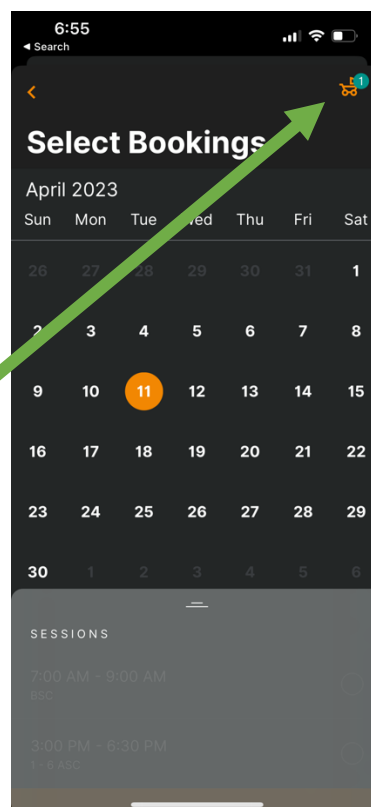 6:55
◀ Search
1
Select Bookings
April 2023
Sun Mon Tue Wed Thu Fri Sat
26 27 28 29 30 31 1
2 3 4 5 6 7 8
9 10 11 12 13 14 15
16 17 18 19 20 21 22
23 24 25 26 27 28 29
30 1 2 3 4 5 6
SESSIONS
7:00 AM - 9:00 AM
BSC
3:00 PM - 6:30 PM
1 - 6 ASC